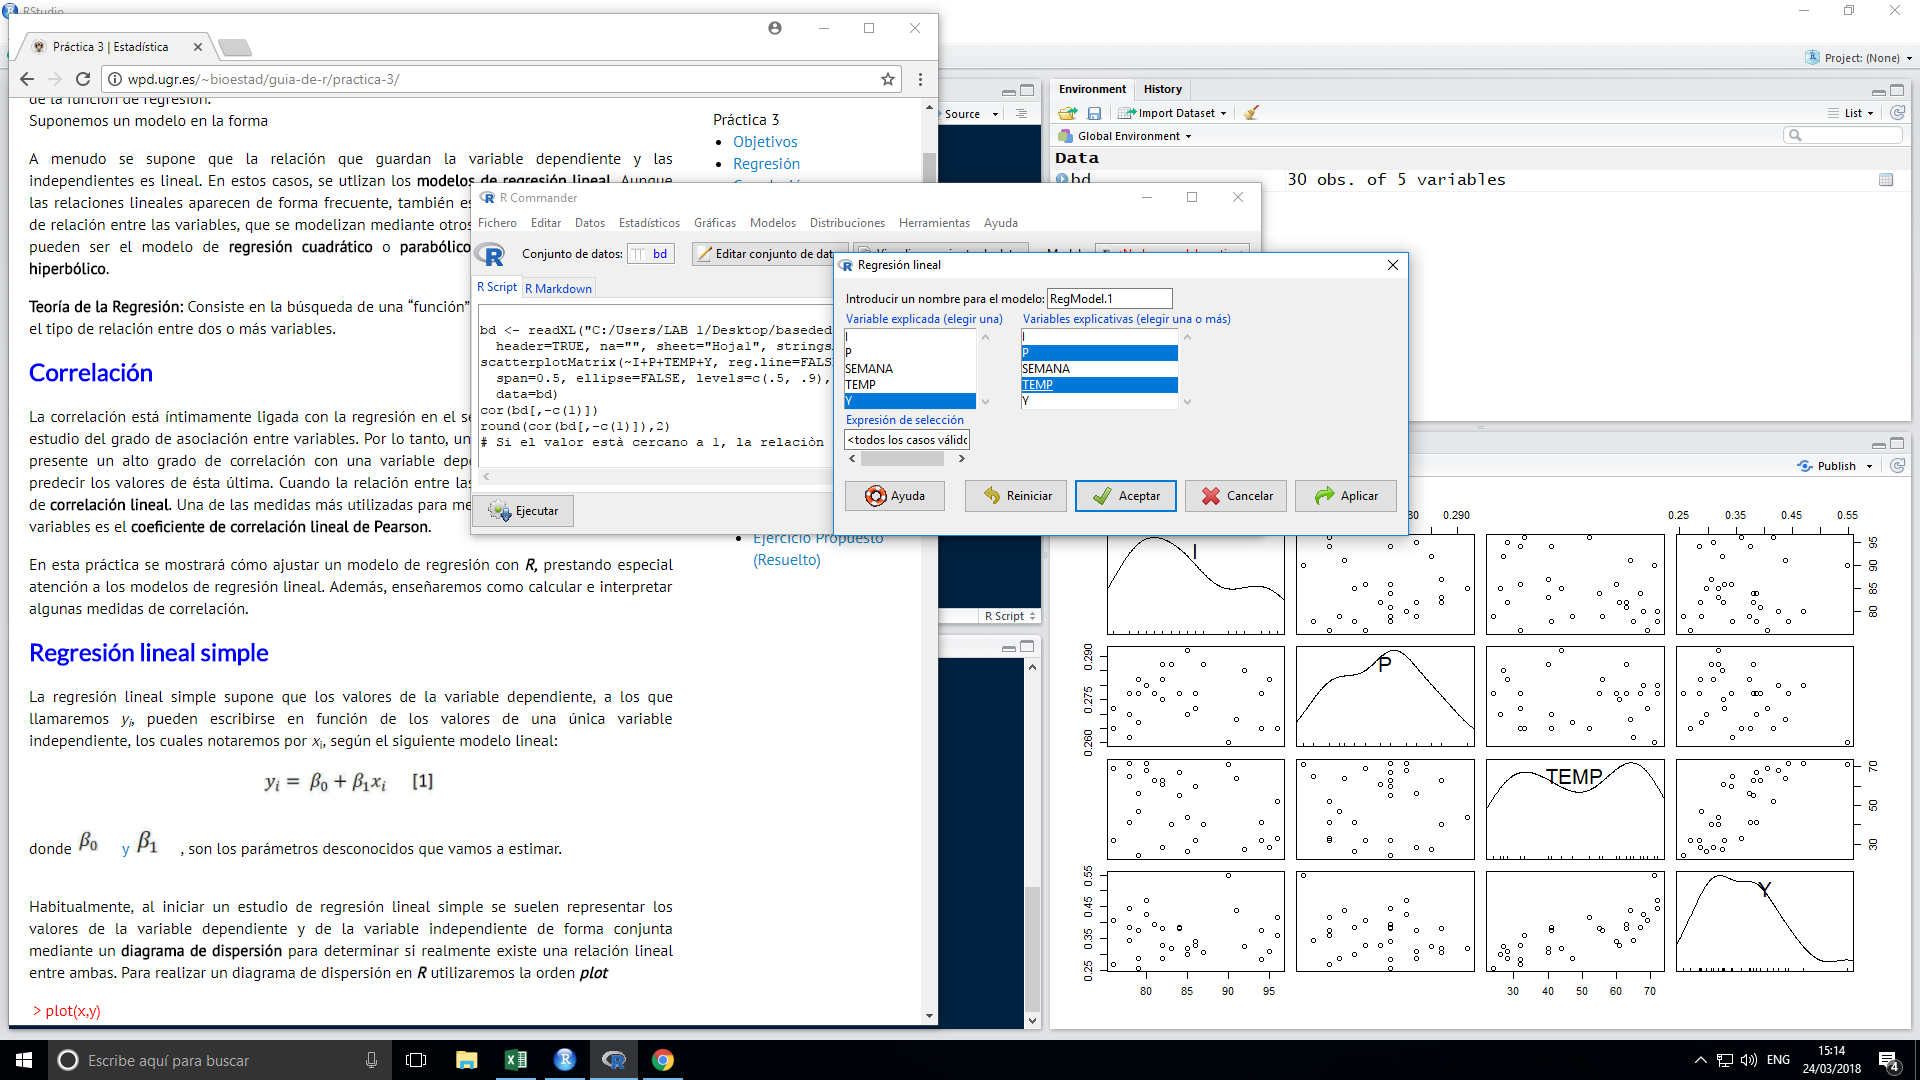 RStudio
Práctica 3 | Estadística
wpd.ugr.es/~bioestad/guia-de-r/practica-3/
de la función de regresión.
Suponemos un modelo en la forma
A menudo se supone que la relación que guardan la variable dependiente y las
independientes es lineal. En estos casos, se utlizan los modelos de regresión lineal. Aunque
las relaciones lineales aparecen de forma frecuente, también es
de relación entre las variables, que se modelizan mediante otros
pueden ser el modelo de regresión cuadrático o parabólico
hiperbólico.
Teoría de la Regresión: Consiste en la búsqueda de una “función”
el tipo de relación entre dos o más variables.
Correlación
La correlación está íntimamente ligada con la regresión en el se
estudio del grado de asociación entre variables. Por lo tanto, un
presente un alto grado de correlación con una variable dep
predecir los valores de ésta última. Cuando la relación entre las
de correlación lineal. Una de las medidas más utilizadas para me
variables es el coeficiente de correlación lineal de Pearson.
En esta práctica se mostrará cómo ajustar un modelo de regresión con R, prestando especial
atención a los modelos de regresión lineal. Además, enseñaremos como calcular e interpretar
algunas medidas de correlación.
Regresión lineal simple
La regresión lineal simple supone que los valores de la variable dependiente, a los que
llamaremos yᵢ, pueden escribirse en función de los valores de una única variable
independiente, los cuales notaremos por xᵢ, según el siguiente modelo lineal:
yᵢ = β₀ + β₁xᵢ [1]
donde β₀ y β₁ , son los parámetros desconocidos que vamos a estimar.
Habitualmente, al iniciar un estudio de regresión lineal simple se suelen representar los
valores de la variable dependiente y de la variable independiente de forma conjunta
mediante un diagrama de dispersión para determinar si realmente existe una relación lineal
entre ambas. Para realizar un diagrama de dispersión en R utilizaremos la orden plot
> plot(x,y)
Práctica 3
Objetivos
Regresión
Ejercicio Propuesto
(Resuelto)
R Commander
Fichero Editar Datos Estadísticos Gráficas Modelos Distribuciones Herramientas Ayuda
Conjunto de datos: bd Editar conjunto de dat
R Script R Markdown
bd <- readXL("C:/Users/LAB 1/Desktop/baseded
header=TRUE, na="", sheet="Hoja1", strings
scatterplotMatrix(~I+P+TEMP+Y, reg.line=FALS
span=0.5, ellipse=FALSE, levels=c(.5, .9),
data=bd)
cor(bd[,-c(1)])
round(cor(bd[,-c(1)]),2)
# Si el valor està cercano a 1, la relaciòn
Ejecutar
Regresión lineal
Introducir un nombre para el modelo: RegModel.1
Variable explicada (elegir una)
I
P
SEMANA
TEMP
Y
Variables explicativas (elegir una o más)
I
P
SEMANA
TEMP
Y
Expresión de selección
<todos los casos válido
Ayuda Reiniciar Aceptar Cancelar Aplicar
Source
R Script
Project: (None)
Environment History
Import Dataset List
Global Environment
Data
bd 30 obs. of 5 variables
Publish
80 0.290 0.25 0.35 0.45 0.55
I
80 85 90 95
P
0.260 0.275 0.290
TEMP
30 50 70
Y
0.25 0.35 0.45 0.55
80 85 90 95 30 40 50 60 70
Escribe aquí para buscar
ENG
15:14
24/03/2018
4